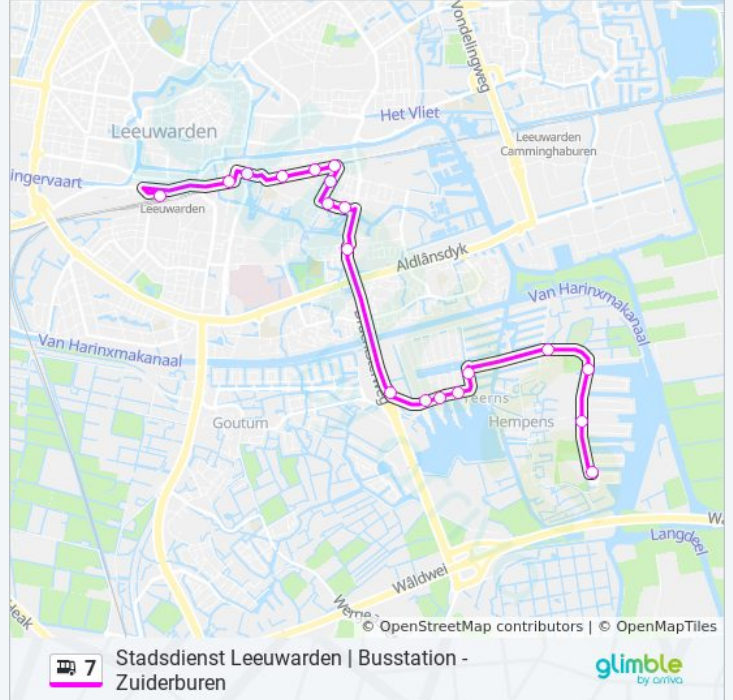 Vondelingweg
Het Vliet
Leeuwarden
Leeuwarden
Camminghaburen
ingervaart
Leeuwarden
Aldlânsdyk
Van Harinxmakanaal
Van Harinxmakanaal
Teerns
Goutum
Hempens
Wâldwei
Langdeel
© OpenStreetMap contributors | © OpenMapTiles
7
Stadsdienst Leeuwarden | Busstation -
Zuiderburen
glimble
by arriva